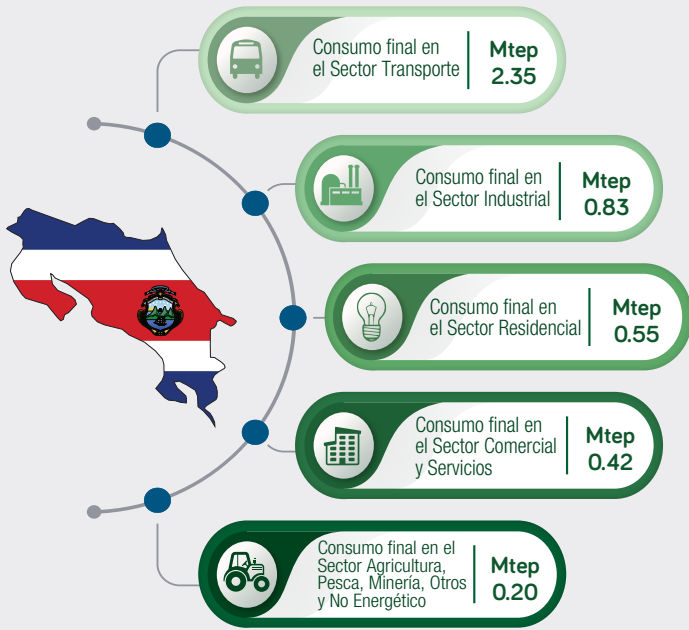 Consumo final en
el Sector Transporte
Mtep
2.35
Consumo final en
el Sector Industrial
Mtep
0.83
Consumo final en
el Sector Residencial
Mtep
0.55
Consumo final en
el Sector Comercial
y Servicios
Mtep
0.42
Consumo final en el
Sector Agricultura,
Pesca, Minería, Otros
y No Energético
Mtep
0.20